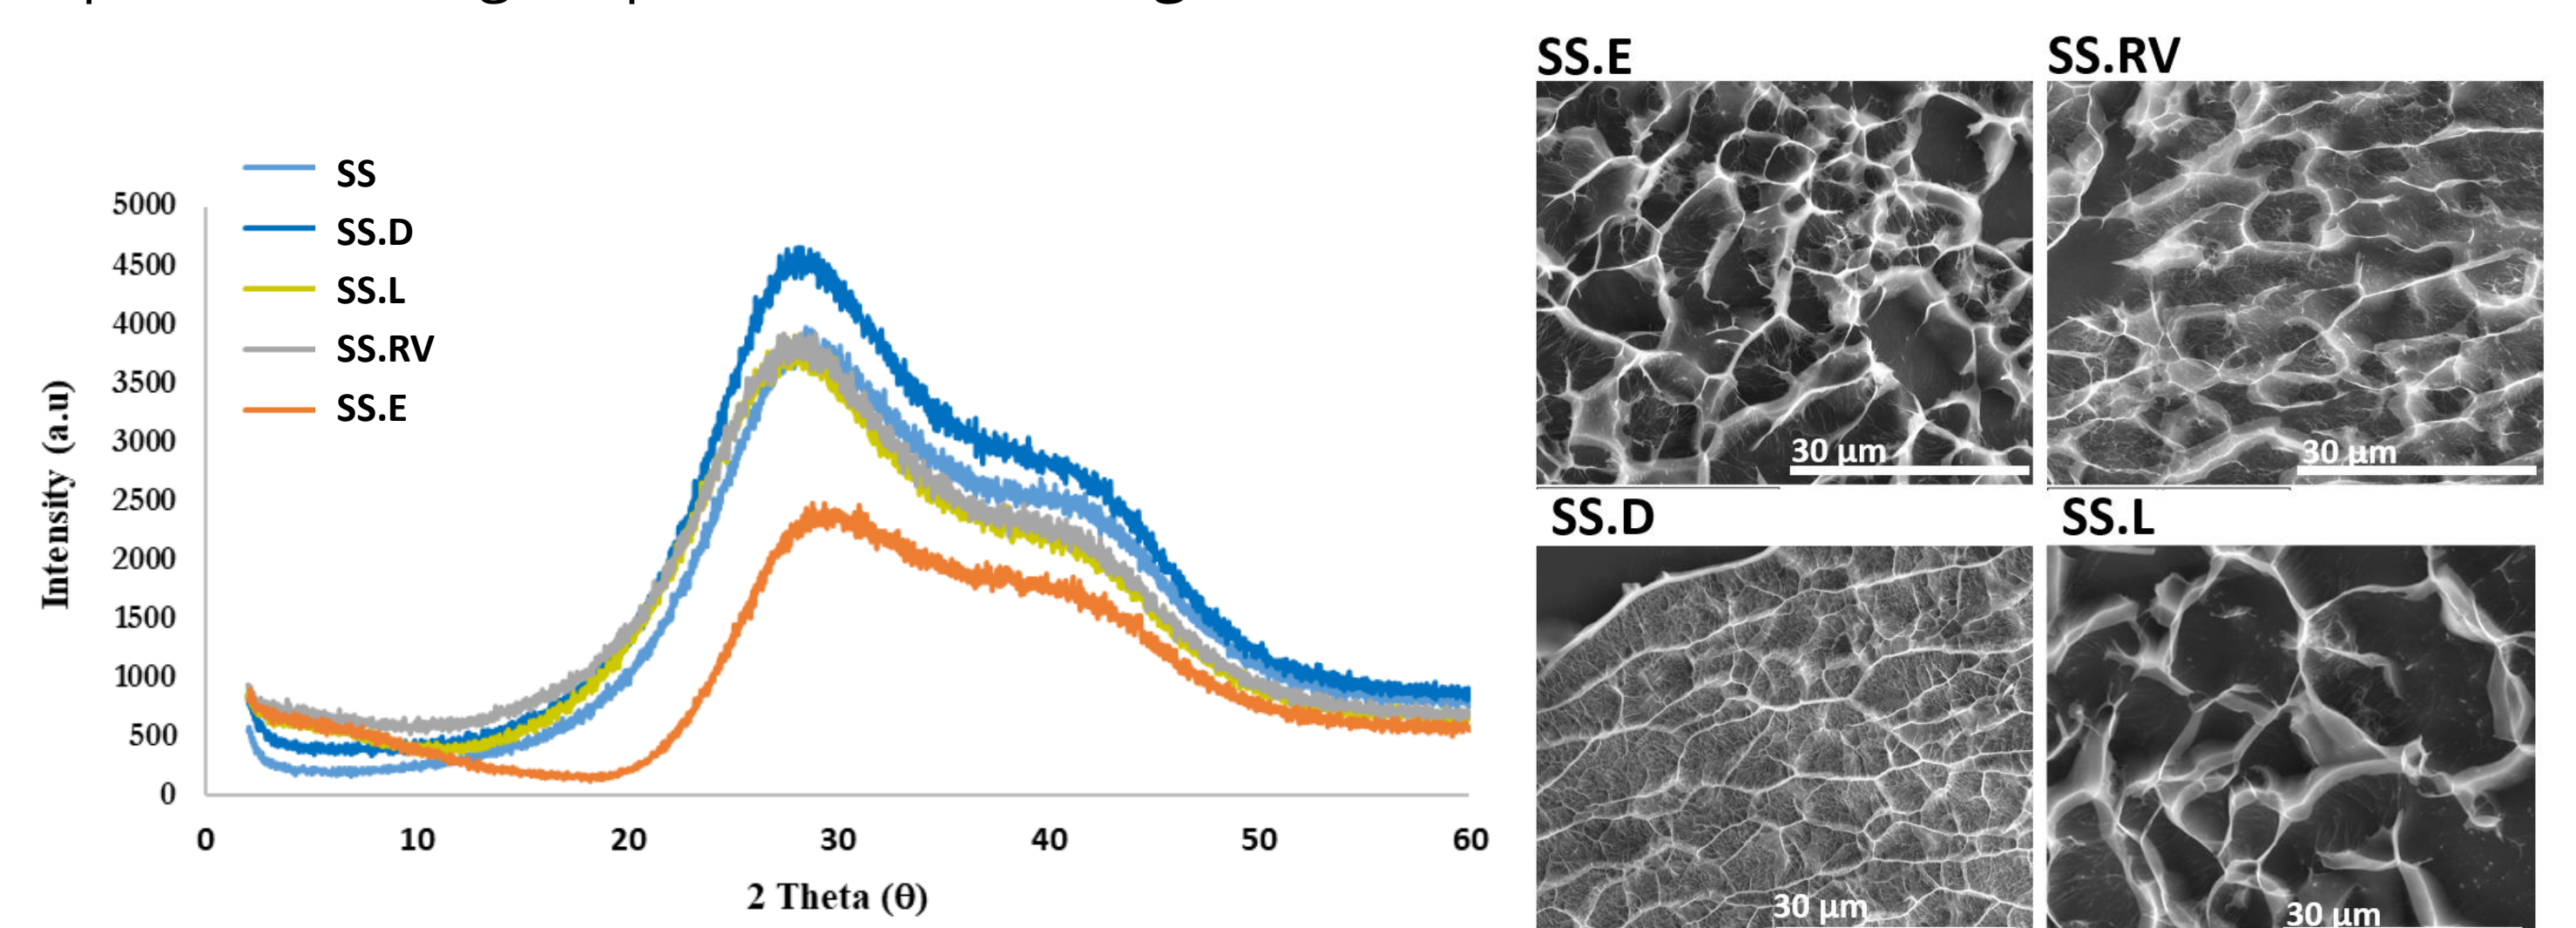 SS
SS.D
SS.L
SS.RV
SS.E
5000
4500
4000
3500
3000
2500
2000
1500
1000
500
0
0 10 20 30 40 50 60
Intensity (a.u)
2 Theta (θ)
SS.E
30 µm
SS.RV
30 µm
SS.D
30 µm
SS.L
30 µm